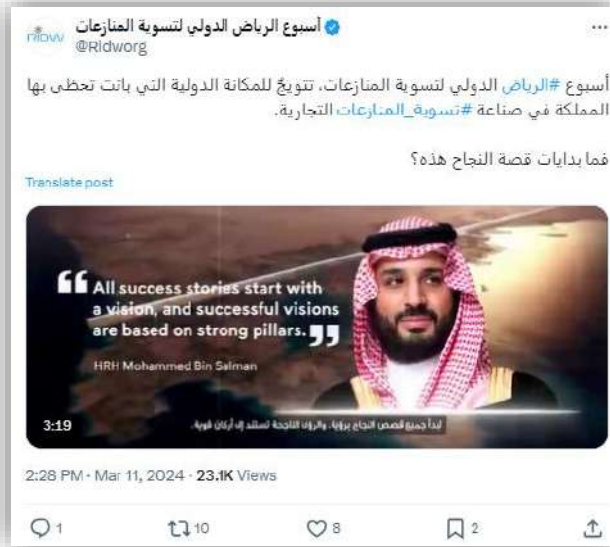 أسبوع الرياض الدولي لتسوية المنازعات
RIDW
@Ridworg
أسبوع #الرياض الدولي لتسوية المنازعات، تتويجٌ للمكانة الدولية التي باتت تحظى بها
المملكة في صناعة #تسوية_المنازعات التجارية.
فما بدايات قصة النجاح هذه؟
Translate post
“ All success stories start with
a vision, and successful visions
are based on strong pillars. ”
HRH Mohammed Bin Salman
3:19
تبدأ جميع قصص النجاح برؤية، والرؤى الناجحة تستند إلى أركان قوية.
2:28 PM · Mar 11, 2024 · 23.1K Views
1 10 8 2